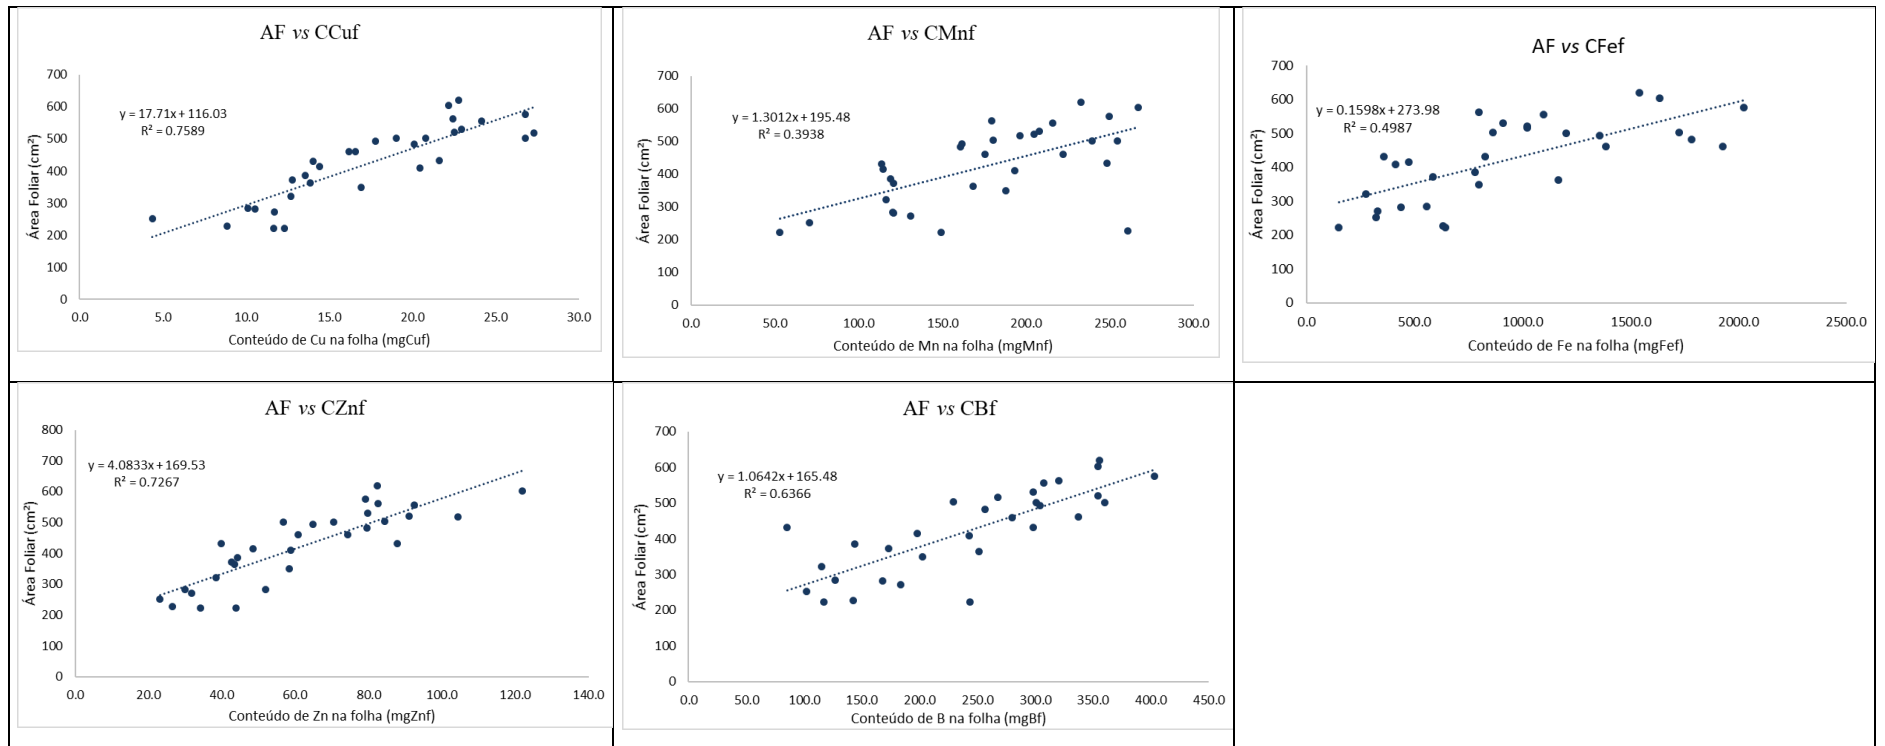 AF vs CCuf
700
600
500
400
300
200
100
0
Área Foliar (cm²)
y = 17.71x + 116.03
R² = 0.7589
0.0 5.0 10.0 15.0 20.0 25.0 30.0
Conteúdo de Cu na folha (mgCuf)
AF vs CMnf
700
600
500
400
300
200
100
0
Área Foliar (cm²)
y = 1.3012x + 195.48
R² = 0.3938
0.0 50.0 100.0 150.0 200.0 250.0 300.0
Conteúdo de Mn na folha (mgMnf)
AF vs CFef
700
600
500
400
300
200
100
0
Área Foliar (cm²)
y = 0.1598x + 273.98
R² = 0.4987
0.0 500.0 1000.0 1500.0 2000.0 2500.0
Conteúdo de Fe na folha (mgFef)
AF vs CZnf
800
700
600
500
400
300
200
100
0
Área Foliar (cm²)
y = 4.0833x + 169.53
R² = 0.7267
0.0 20.0 40.0 60.0 80.0 100.0 120.0 140.0
Conteúdo de Zn na folha (mgZnf)
AF vs CBf
700
600
500
400
300
200
100
0
Área Foliar (cm²)
y = 1.0642x + 165.48
R² = 0.6366
0.0 50.0 100.0 150.0 200.0 250.0 300.0 350.0 400.0 450.0
Conteúdo de B na folha (mgBf)